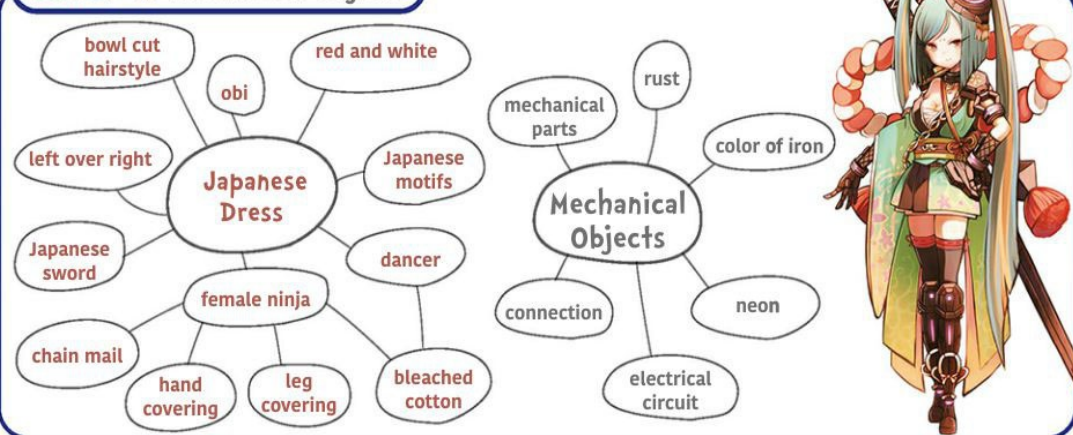 bowl cut
hairstyle
obi
red and white
left over right
Japanese
Dress
Japanese
motifs
Japanese
sword
dancer
female ninja
chain mail
hand
covering
leg
covering
bleached
cotton
mechanical
parts
rust
color of iron
Mechanical
Objects
connection
neon
electrical
circuit